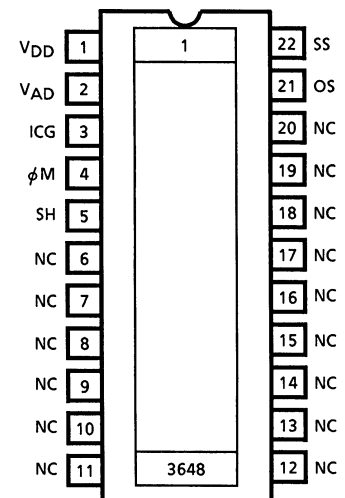 VDD 1 1 22 SS
VAD 2 21 OS
ICG 3 20 NC
ϕM 4 19 NC
SH 5 18 NC
NC 6 17 NC
NC 7 16 NC
NC 8 15 NC
NC 9 14 NC
NC 10 13 NC
NC 11 3648 12 NC